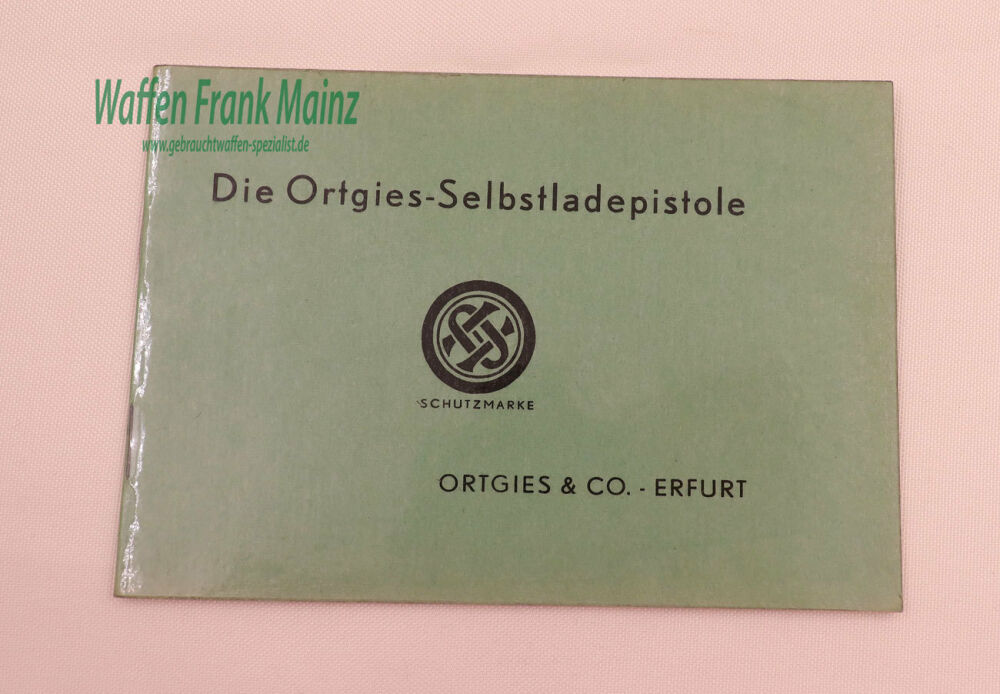 Waffen Frank Mainz
www.gebrauchtwaffen-spezialist.de
Die Ortgies-Selbstladepistole
SCHUTZMARKE
ORTGIES & CO. - ERFURT